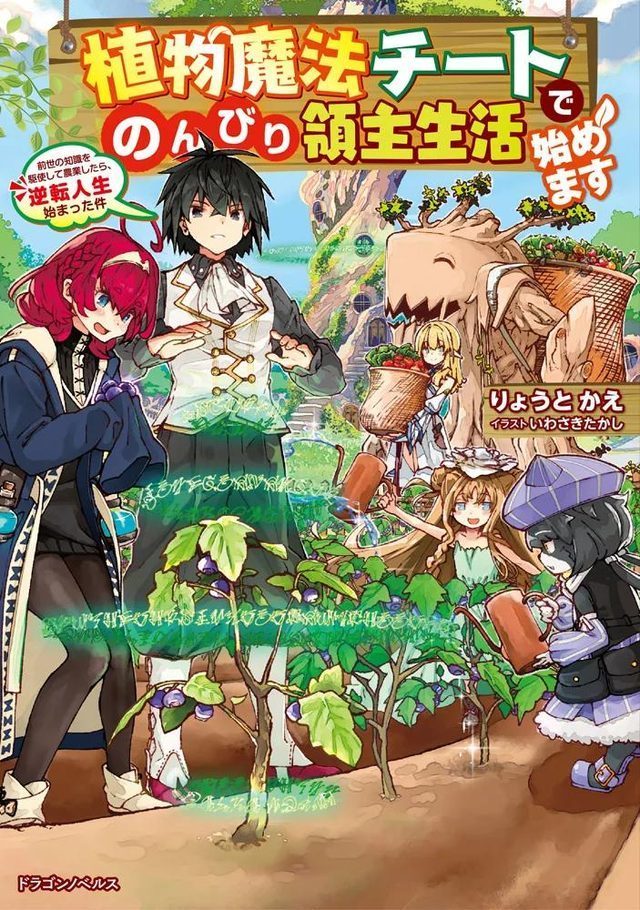 植物魔法チートで
のんびり領主生活
始め
ます
前世の知識を
駆使して農業したら、
逆転人生
始まった件
りょうと かえ
イラスト いわさきたかし
ドラゴンノベルス